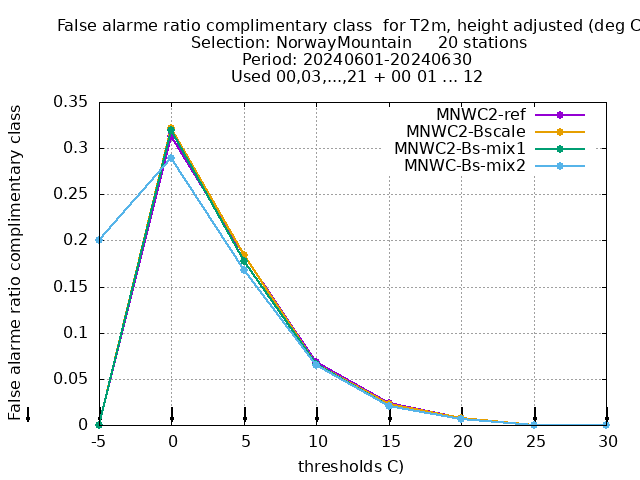 False alarme ratio complimentary class  for T2m, height adjusted (deg C
Selection: NorwayMountain     20 stations
Period: 20240601-20240630
Used 00,03,...,21 + 00 01 ... 12
False alarme ratio complimentary class
0.35
0.3
0.25
0.2
0.15
0.1
0.05
0
MNWC2-ref
MNWC2-Bscale
MNWC2-Bs-mix1
MNWC-Bs-mix2
-5 0 5 10 15 20 25 30
thresholds C)